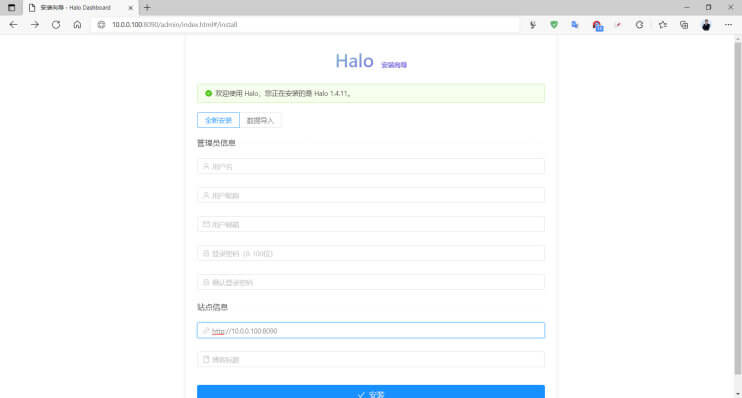 安装向导 - Halo Dashboard
10.0.0.100:8090/admin/index.html#/install
Halo 安装向导
欢迎使用 Halo，您正在安装的是 Halo 1.4.11。
全新安装 数据导入
管理员信息
用户名
用户昵称
用户邮箱
登录密码（8-100位）
确认登录密码
站点信息
http://10.0.0.100:8090
博客标题
安装